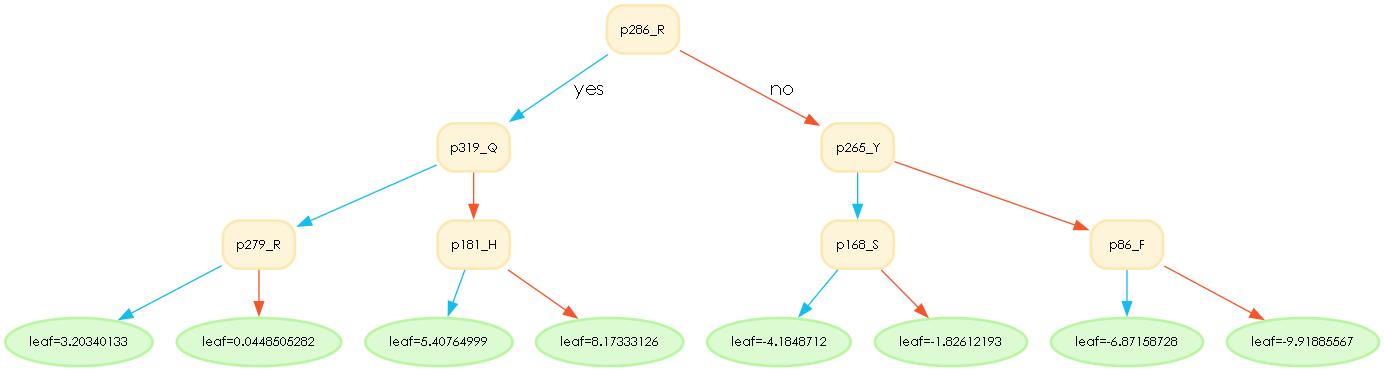 p286_R
yes
no
p319_Q
p265_Y
p279_R
p181_H
p168_S
p86_F
leaf=3.20340133
leaf=0.0448505282
leaf=5.40764999
leaf=8.17333126
leaf=-4.1848712
leaf=-1.82612193
leaf=-6.87158728
leaf=-9.91885567